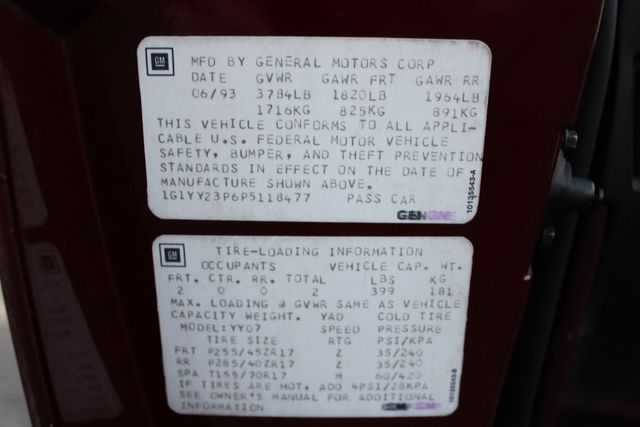 GM MFD BY GENERAL MOTORS CORP
DATE GVWR GAWR FRT GAWR RR
06/93 3784LB 1820LB 1964LB
1716KG 825KG 891KG
THIS VEHICLE CONFORMS TO ALL APPLI-
CABLE U.S. FEDERAL MOTOR VEHICLE
SAFETY, BUMPER, AND THEFT PREVENTION
STANDARDS IN EFFECT ON THE DATE OF
MANUFACTURE SHOWN ABOVE.
1G1YY23P6P5118477 PASS CAR
10135543-A
GM TIRE-LOADING INFORMATION
OCCUPANTS VEHICLE CAP. WT.
FRT. CTR. RR. TOTAL LBS KG
2 0 0 2 399 181
MAX. LOADING @ GVWR SAME AS VEHICLE
CAPACITY WEIGHT. YAD COLD TIRE
MODEL:YY07 SPEED PRESSURE
TIRE SIZE RTG PSI/KPA
FRT P255/45ZR17 Z 35/240
RR P285/40ZR17 Z 35/240
SPA T155/70R17 M 60/420
IF TIRES ARE HOT, ADD 4PSI/28KPA
SEE OWNER'S MANUAL FOR ADDITIONAL
INFORMATION
10135543-B